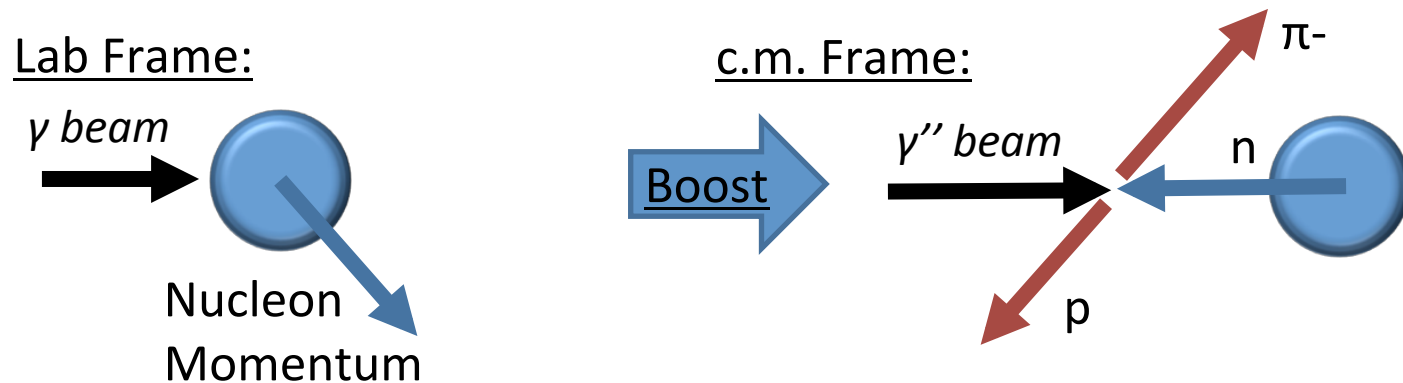 Lab Frame:
γ beam
Nucleon
Momentum
Boost
c.m. Frame:
γ’’ beam
π-
n
p